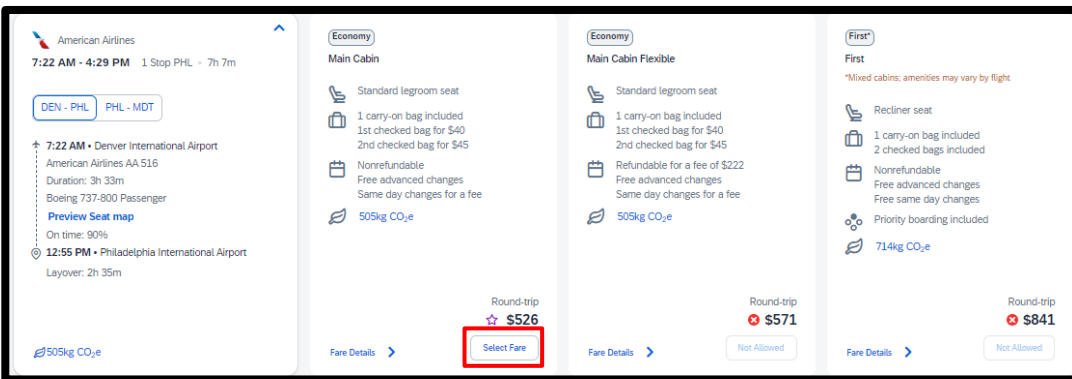 American Airlines
7:22 AM - 4:29 PM 1 Stop PHL - 7h 7m
DEN - PHL PHL - MDT
7:22 AM • Denver International Airport
American Airlines AA 516
Duration: 3h 33m
Boeing 737-800 Passenger
Preview Seat map
On time: 90%
12:55 PM • Philadelphia International Airport
Layover: 2h 35m
505kg CO₂e
Economy
Main Cabin
Standard legroom seat
1 carry-on bag included
1st checked bag for $40
2nd checked bag for $45
Nonrefundable
Free advanced changes
Same day changes for a fee
505kg CO₂e
Round-trip
$526
Fare Details
Select Fare
Economy
Main Cabin Flexible
Standard legroom seat
1 carry-on bag included
1st checked bag for $40
2nd checked bag for $45
Refundable for a fee of $222
Free advanced changes
Same day changes for a fee
505kg CO₂e
Round-trip
$571
Fare Details
Not Allowed
First*
First
*Mixed cabins; amenities may vary by flight
Recliner seat
1 carry-on bag included
2 checked bags included
Nonrefundable
Free advanced changes
Free same day changes
Priority boarding included
714kg CO₂e
Round-trip
$841
Fare Details
Not Allowed